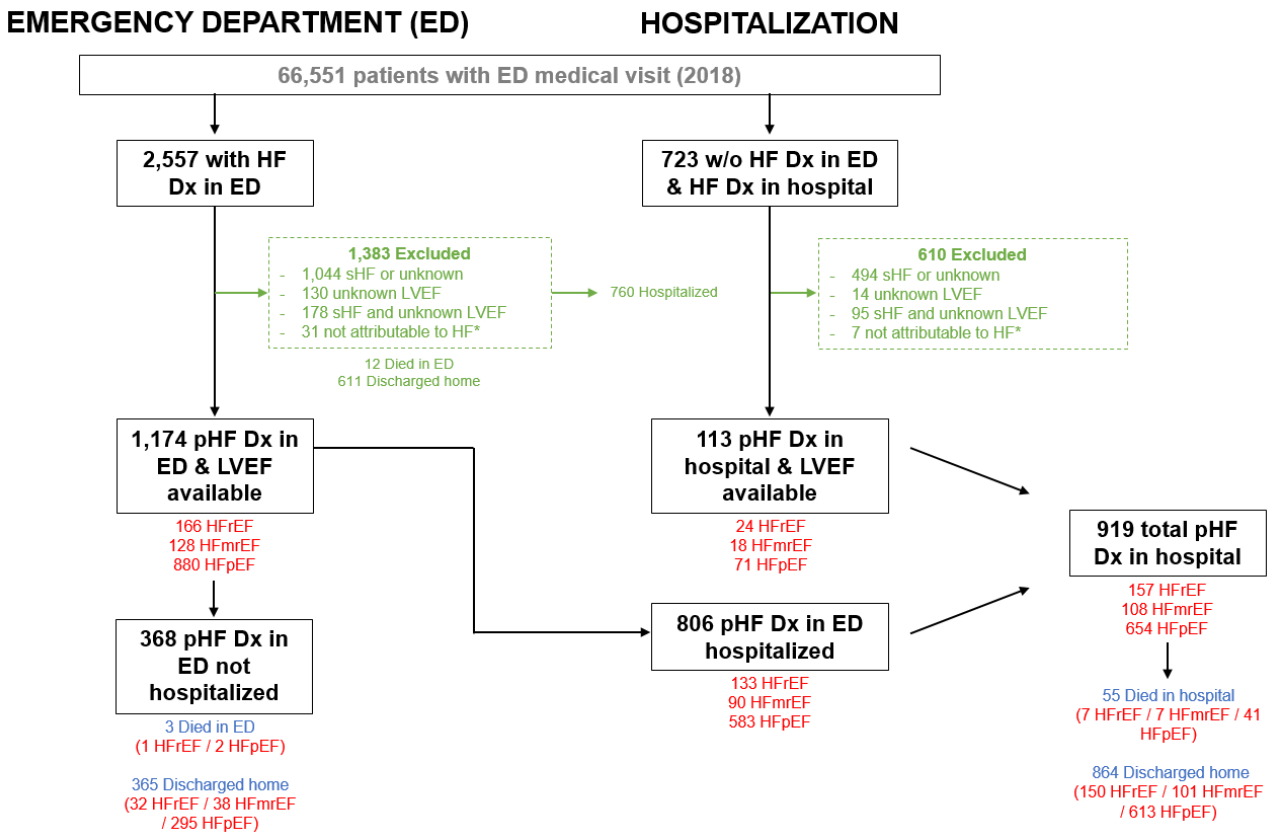 EMERGENCY DEPARTMENT (ED)
HOSPITALIZATION
66,551 patients with ED medical visit (2018)
2,557 with HF
Dx in ED
723 w/o HF Dx in ED
& HF Dx in hospital
1,383 Excluded
- 1,044 sHF or unknown
- 130 unknown LVEF
- 178 sHF and unknown LVEF
- 31 not attributable to HF*
760 Hospitalized
12 Died in ED
611 Discharged home
610 Excluded
- 494 sHF or unknown
- 14 unknown LVEF
- 95 sHF and unknown LVEF
- 7 not attributable to HF*
1,174 pHF Dx in
ED & LVEF
available
166 HFrEF
128 HFmrEF
880 HFpEF
113 pHF Dx in
hospital & LVEF
available
24 HFrEF
18 HFmrEF
71 HFpEF
919 total pHF
Dx in hospital
157 HFrEF
108 HFmrEF
654 HFpEF
368 pHF Dx in
ED not
hospitalized
3 Died in ED
(1 HFrEF / 2 HFpEF)
365 Discharged home
(32 HFrEF / 38 HFmrEF
/ 295 HFpEF)
806 pHF Dx in ED
hospitalized
133 HFrEF
90 HFmrEF
583 HFpEF
55 Died in hospital
(7 HFrEF / 7 HFmrEF / 41
HFpEF)
864 Discharged home
(150 HFrEF / 101 HFmrEF
/ 613 HFpEF)